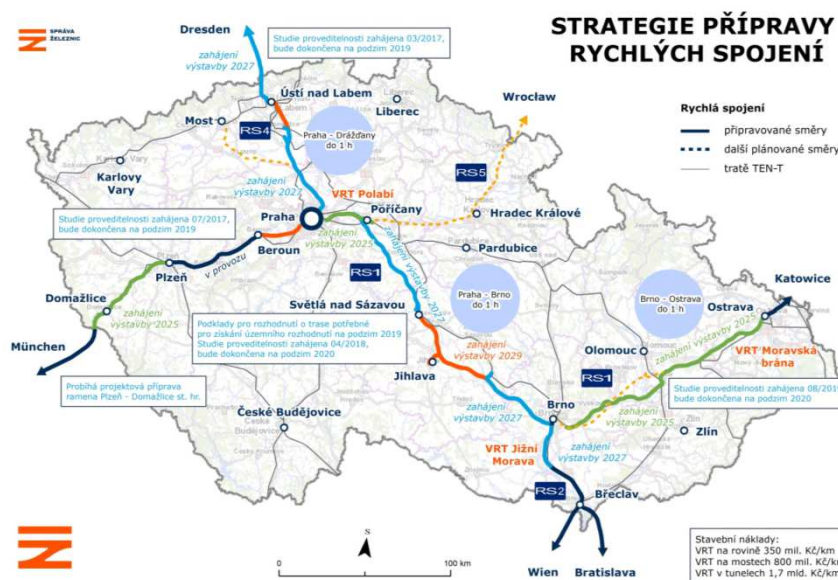 SPRÁVA
ŽELEZNIC
STRATEGIE PŘÍPRAVY
RYCHLÝCH SPOJENÍ
Dresden
zahájení
výstavby 2027
Studie proveditelnosti zahájena 03/2017,
bude dokončena na podzim 2019
Ústí nad Labem
Liberec
Wrocław
Most
RS4
Praha - Drážďany
do 1 h
Rychlá spojení
připravované směry
další plánované směry
tratě TEN-T
Karlovy
Vary
zahájení
výstavby 2027
VRT Polabí
RS5
Studie proveditelnosti zahájena 07/2017,
bude dokončena na podzim 2019
Praha
Poříčany
Hradec Králové
zahájení
výstavby 2025
Beroun
v provozu
Plzeň
Pardubice
RS1
zahájení
výstavby 2027
Domažlice
zahájení
výstavby 2025
Světlá nad Sázavou
Praha - Brno
do 1 h
Brno - Ostrava
do 1 h
Katowice
Ostrava
München
Podklady pro rozhodnutí o trase potřebné
pro získání územního rozhodnutí na podzim 2019
Studie proveditelnosti zahájena 04/2018,
bude dokončena na podzim 2020
zahájení
výstavby 2029
Jihlava
Olomouc
zahájení výstavby 2025
VRT Moravská
brána
RS1
Probíhá projektová příprava
ramena Plzeň - Domažlice st. hr.
Studie proveditelnosti zahájena 08/2019
bude dokončena na podzim 2020
České Budějovice
zahájení
výstavby 2027
Brno
zahájení
výstavby 2025
Zlín
VRT Jižní
Morava
zahájení
výstavby 2027
RS2
Břeclav
S
0
100 km
Wien
Bratislava
Stavební náklady:
VRT na rovině 350 mil. Kč/km
VRT na mostech 800 mil. Kč/km
VRT v tunelech 1,7 mld. Kč/km